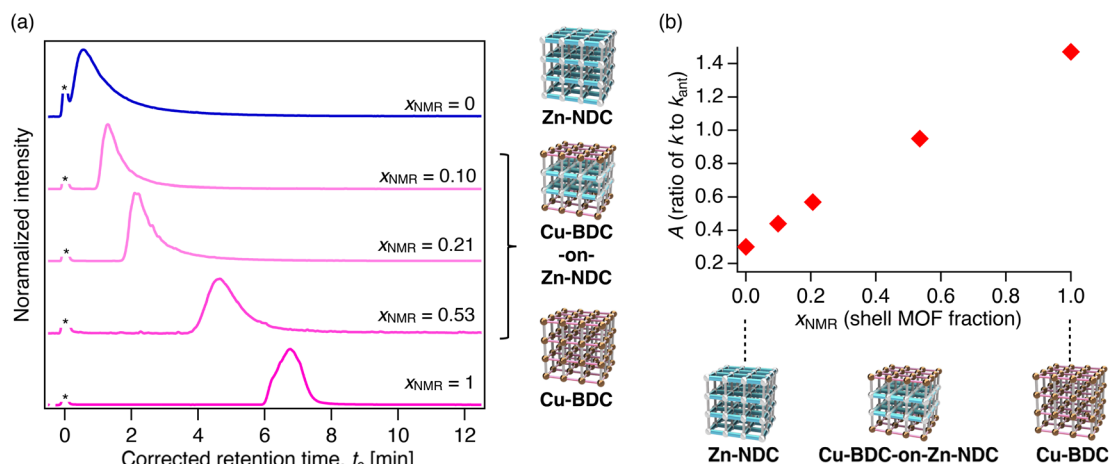 (a)
Noramalized intensity
*
xNMR = 0
*
xNMR = 0.10
*
xNMR = 0.21
*
xNMR = 0.53
*
xNMR = 1
0 2 4 6 8 10 12
Corrected retention time, [min]
Zn-NDC
Cu-BDC
-on-
Zn-NDC
Cu-BDC
(b)
A (ratio of k to kant)
1.4
1.2
1.0
0.8
0.6
0.4
0.2
0.0 0.2 0.4 0.6 0.8 1.0
xNMR (shell MOF fraction)
Zn-NDC Cu-BDC-on-Zn-NDC Cu-BDC